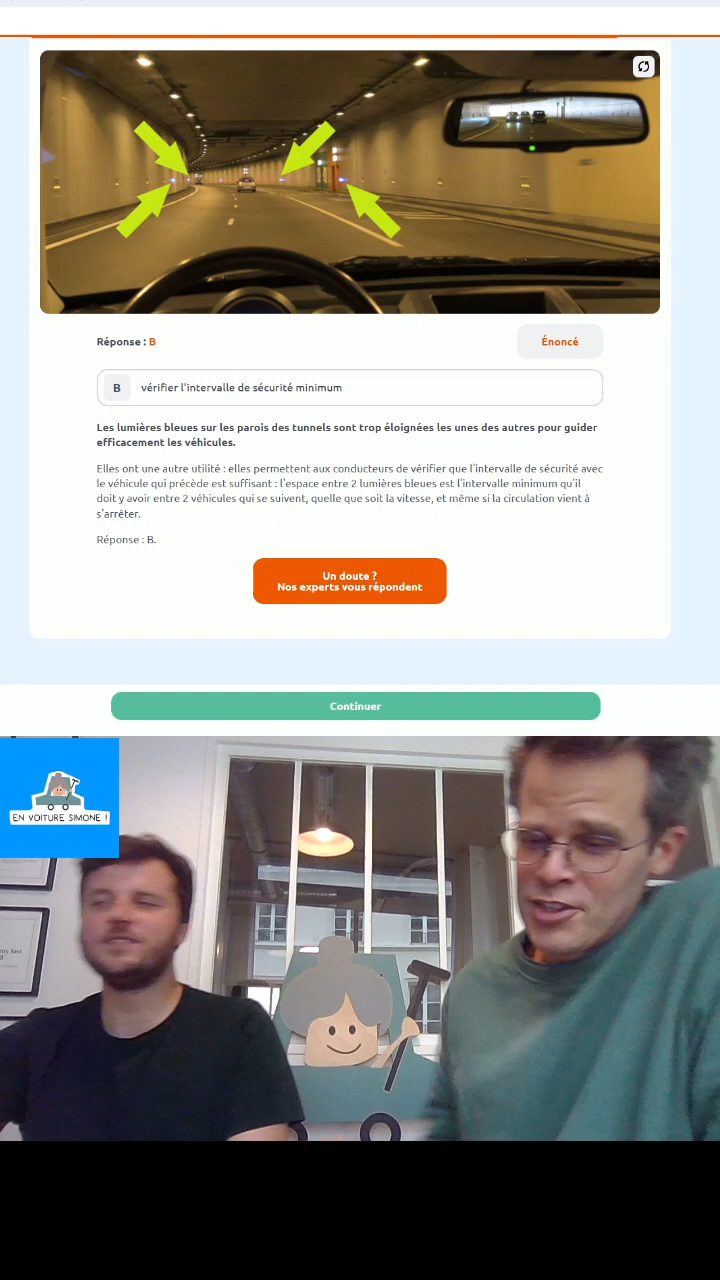 Réponse : B
Énoncé
B vérifier l'intervalle de sécurité minimum
Les lumières bleues sur les parois des tunnels sont trop éloignées les unes des autres pour guider
efficacement les véhicules.
Elles ont une autre utilité : elles permettent aux conducteurs de vérifier que l'intervalle de sécurité avec
le véhicule qui précède est suffisant : l'espace entre 2 lumières bleues est l'intervalle minimum qu'il
doit y avoir entre 2 véhicules qui se suivent, quelle que soit la vitesse, et même si la circulation vient à
s'arrêter.
Réponse : B.
Un doute ?
Nos experts vous répondent
Continuer
EN VOITURE SIMONE !